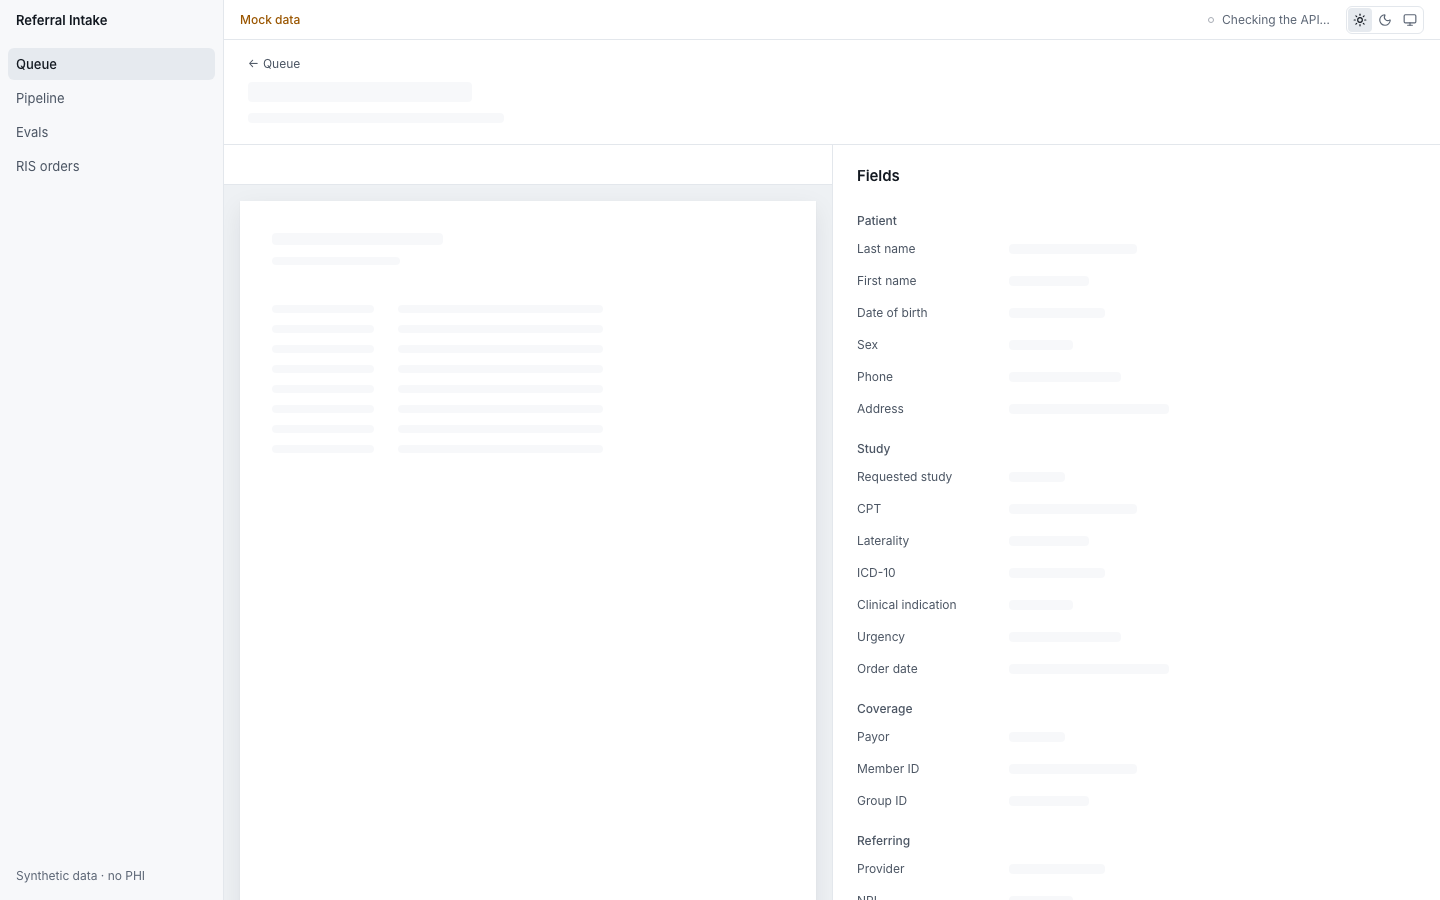 Referral Intake
Queue
Pipeline
Evals
RIS orders
Synthetic data · no PHI
Mock data
Checking the API...
← Queue
Fields
Patient
Last name
First name
Date of birth
Sex
Phone
Address
Study
Requested study
CPT
Laterality
ICD-10
Clinical indication
Urgency
Order date
Coverage
Payor
Member ID
Group ID
Referring
Provider
NPI